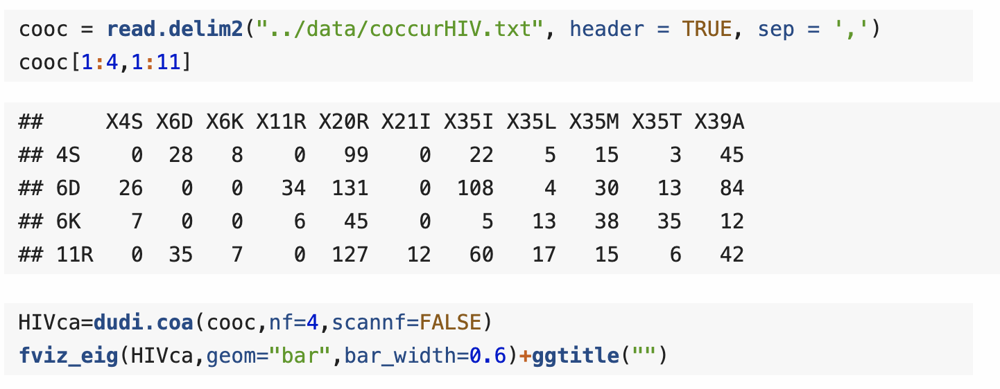 cooc = read.delim2("../data/coccurHIV.txt", header = TRUE, sep = ',')
cooc[1:4,1:11]
##     X4S X6D X6K X11R X20R X21I X35I X35L X35M X35T X39A
## 4S    0  28   8    0   99    0   22    5   15    3   45
## 6D   26   0   0   34  131    0  108    4   30   13   84
## 6K    7   0   0    6   45    0    5   13   38   35   12
## 11R   0  35   7    0  127   12   60   17   15    6   42
HIVca=dudi.coa(cooc,nf=4,scannf=FALSE)
fviz_eig(HIVca,geom="bar",bar_width=0.6)+ggtitle("")